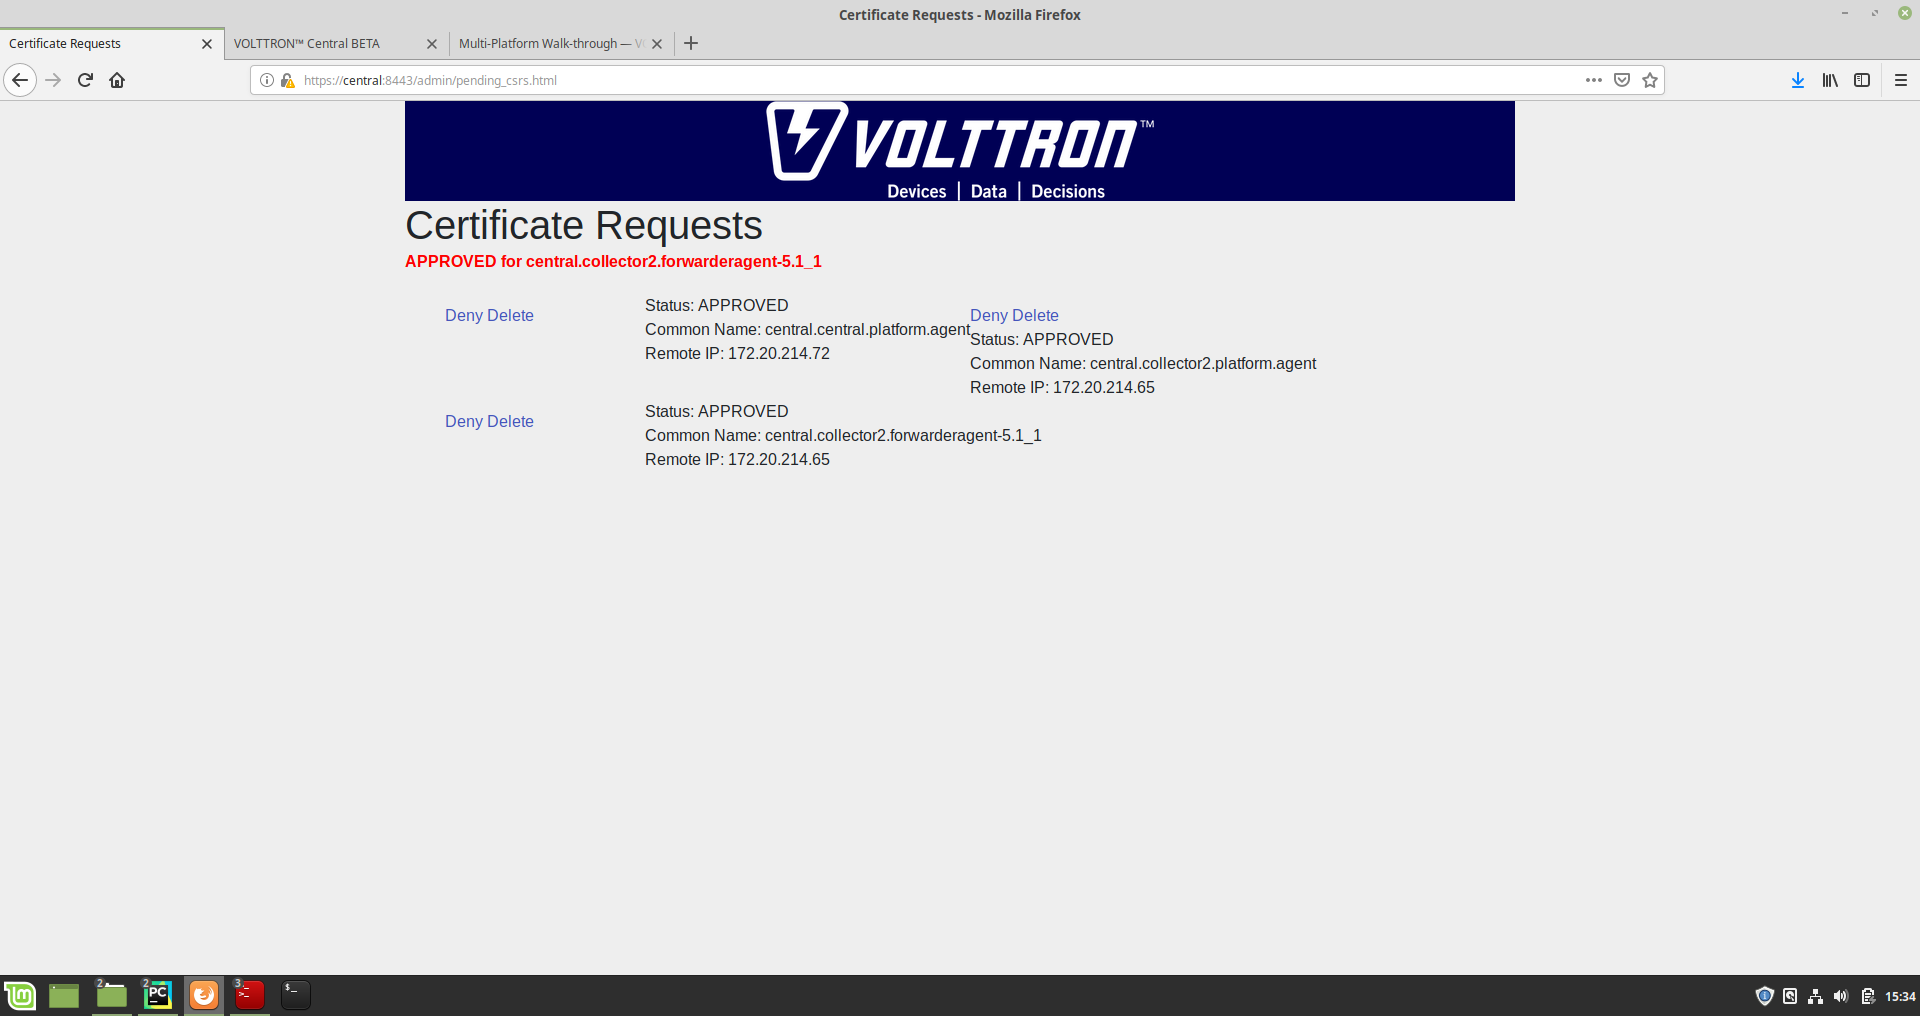 Certificate Requests - Mozilla Firefox
Certificate Requests
VOLTTRON™ Central BETA
Multi-Platform Walk-through —
https://central:8443/admin/pending_csrs.html
VOLTTRON™
Devices | Data | Decisions
Certificate Requests
APPROVED for central.collector2.forwarderagent-5.1_1
Deny Delete
Status: APPROVED
Common Name: central.central.platform.agent
Remote IP: 172.20.214.72
Deny Delete
Status: APPROVED
Common Name: central.collector2.platform.agent
Remote IP: 172.20.214.65
Deny Delete
Status: APPROVED
Common Name: central.collector2.forwarderagent-5.1_1
Remote IP: 172.20.214.65
2
2
PC
3
>_
$_
15:34